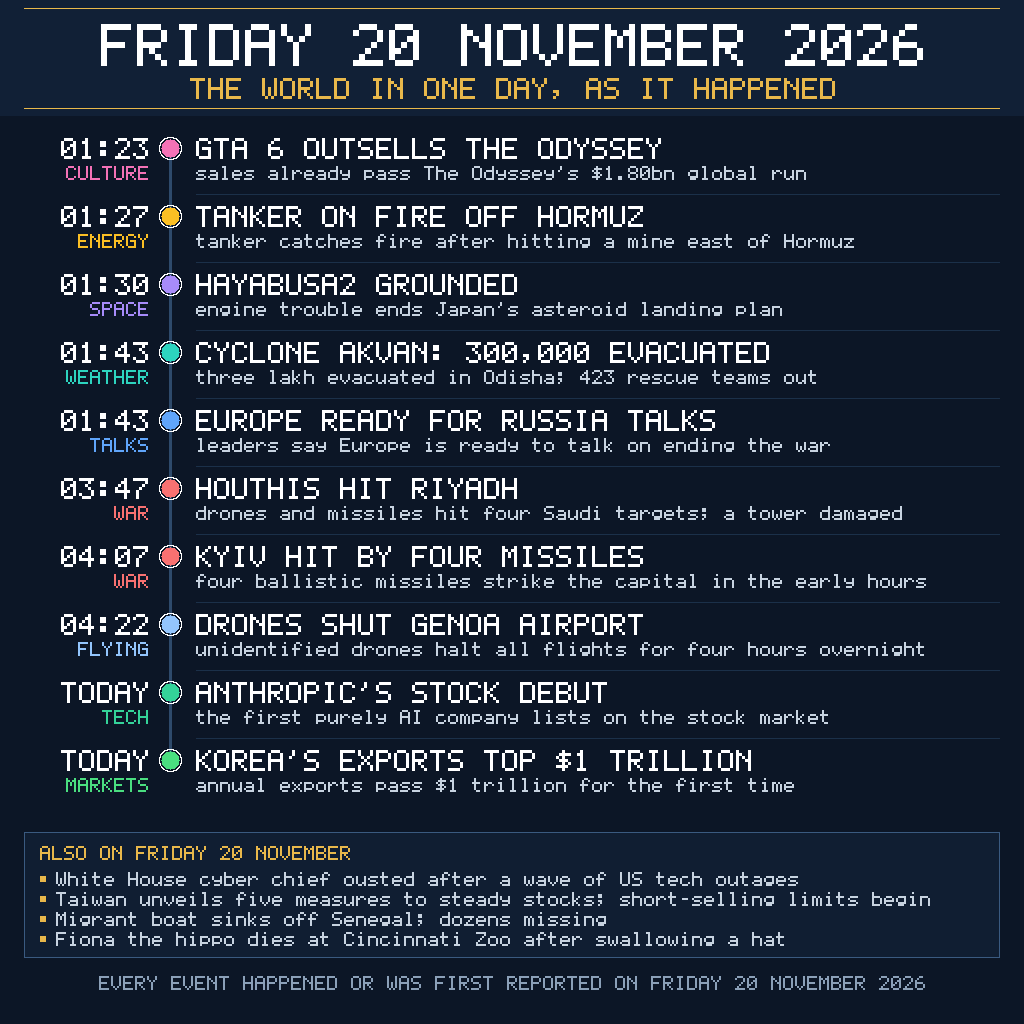 FRIDAY 20 NOVEMBER 2026
THE WORLD IN ONE DAY, AS IT HAPPENED
01:23 GTA 6 OUTSELLS THE ODYSSEY
CULTURE sales already pass The Odyssey's $1.80bn global run
01:27 TANKER ON FIRE OFF HORMUZ
ENERGY tanker catches fire after hitting a mine east of Hormuz
01:30 HAYABUSA2 GROUNDED
SPACE engine trouble ends Japan's asteroid landing plan
01:43 CYCLONE AKVAN: 300,000 EVACUATED
WEATHER three lakh evacuated in Odisha; 423 rescue teams out
01:43 EUROPE READY FOR RUSSIA TALKS
TALKS leaders say Europe is ready to talk on ending the war
03:47 HOUTHIS HIT RIYADH
WAR drones and missiles hit four Saudi targets; a tower damaged
04:07 KYIV HIT BY FOUR MISSILES
WAR four ballistic missiles strike the capital in the early hours
04:22 DRONES SHUT GENOA AIRPORT
FLYING unidentified drones halt all flights for four hours overnight
TODAY ANTHROPIC'S STOCK DEBUT
TECH the first purely AI company lists on the stock market
TODAY KOREA'S EXPORTS TOP $1 TRILLION
MARKETS annual exports pass $1 trillion for the first time
ALSO ON FRIDAY 20 NOVEMBER
White House cyber chief ousted after a wave of US tech outages
Taiwan unveils five measures to steady stocks; short-selling limits begin
Migrant boat sinks off Senegal; dozens missing
Fiona the hippo dies at Cincinnati Zoo after swallowing a hat
EVERY EVENT HAPPENED OR WAS FIRST REPORTED ON FRIDAY 20 NOVEMBER 2026